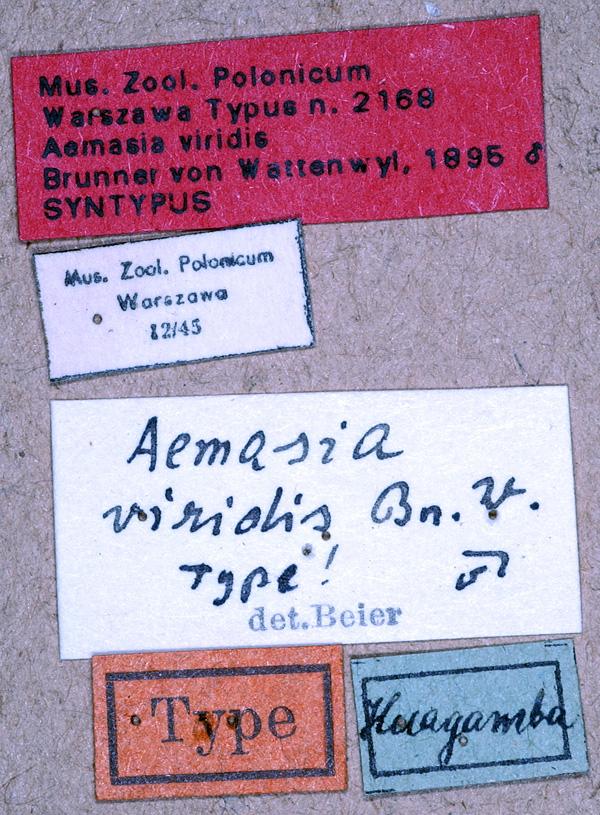 Mus. Zool. Polonicum
Warszawa Typus n. 2168
Aemasia viridis
Brunner von Wattenwyl, 1895 ♂
SYNTYPUS
Mus. Zool. Polonicum
Warszawa
12/45
Aemasia
viridis Bn. W.
Type! ♂
det.Beier
Type
Huagamba